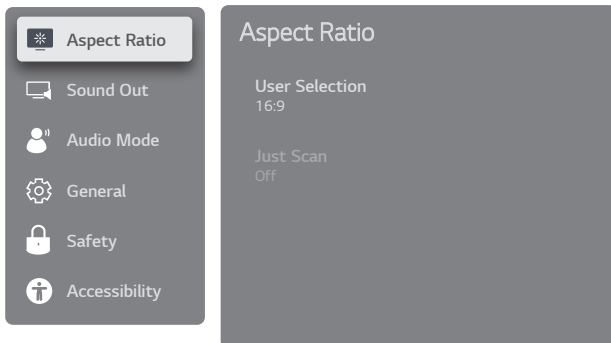 Aspect Ratio
Sound Out
Audio Mode
General
Safety
Accessibility
Aspect Ratio
User Selection
16:9
Just Scan
Off